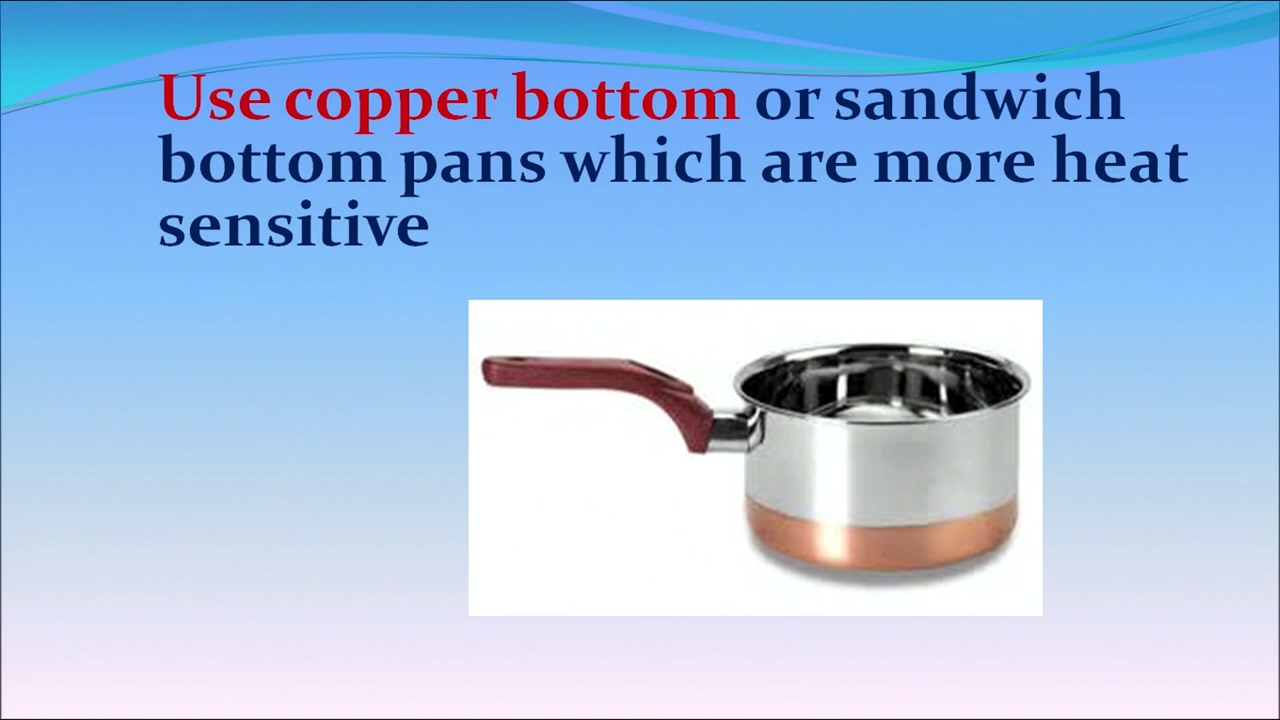 Use copper bottom or sandwich
bottom pans which are more heat
sensitive